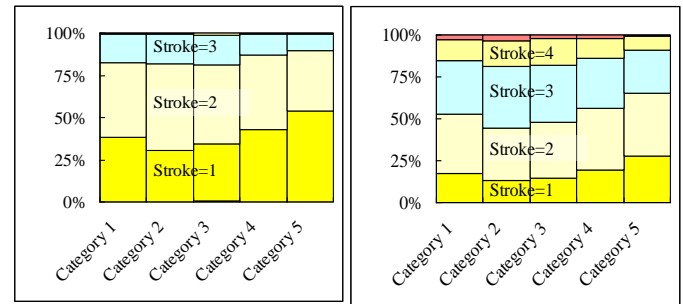 100%
75%
50%
25%
0%
Stroke=3
Stroke=2
Stroke=1
Category 1
Category 2
Category 3
Category 4
Category 5
100%
75%
50%
25%
0%
Stroke=4
Stroke=3
Stroke=2
Stroke=1
Category 1
Category 2
Category 3
Category 4
Category 5